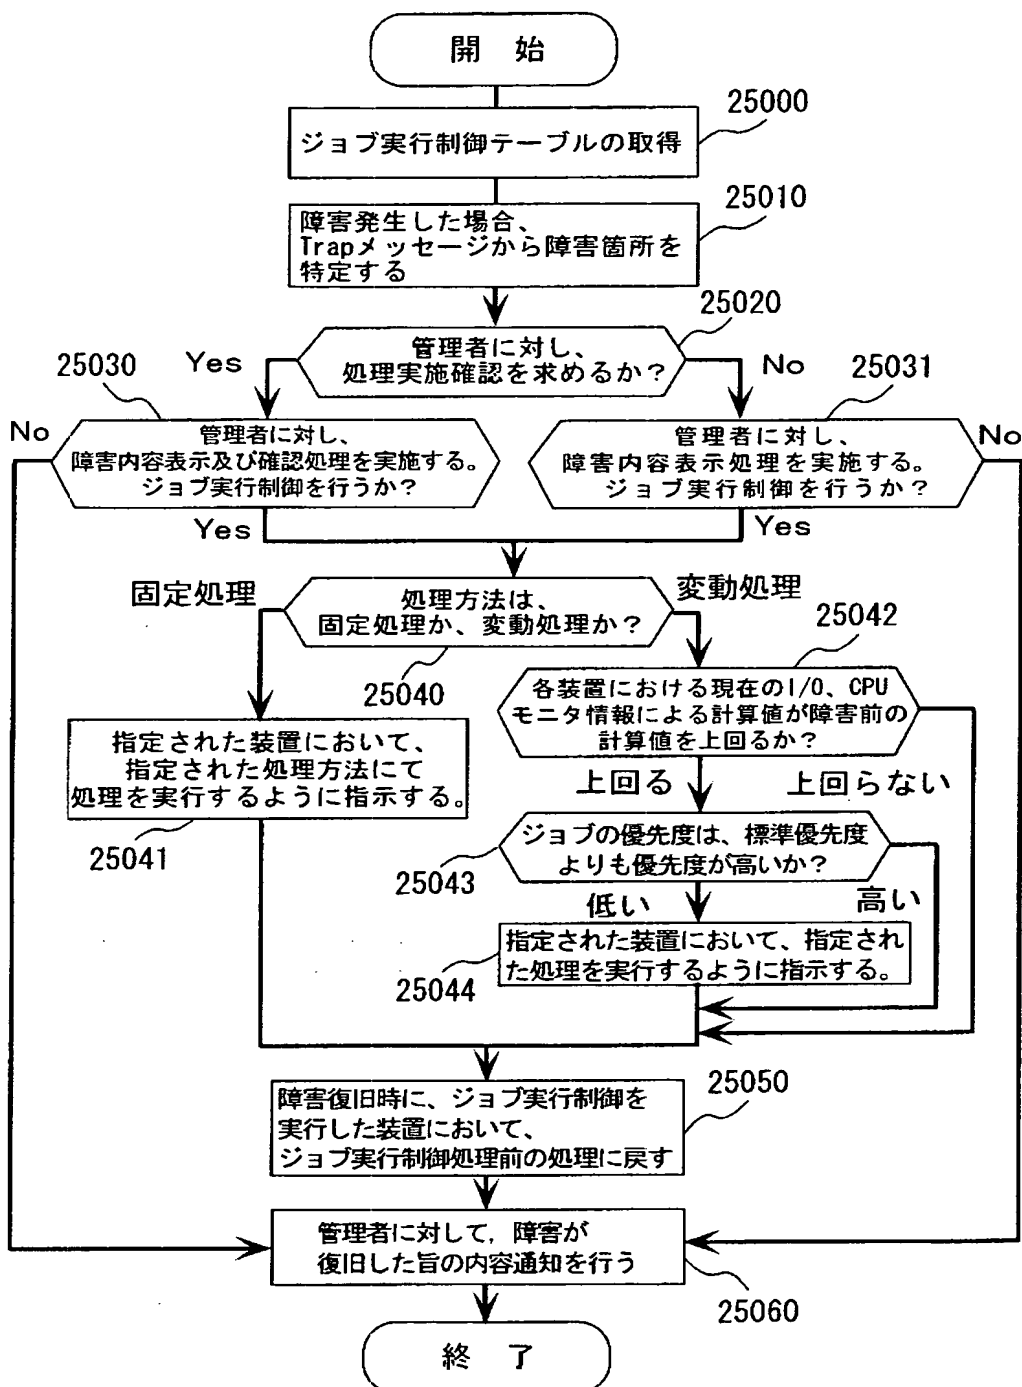 開 始
25000
ジョブ実行制御テーブルの取得
25010
障害発生した場合、
Trapメッセージから障害箇所を
特定する
25020
管理者に対し、
処理実施確認を求めるか?
Yes
No
25030
25031
No
管理者に対し、
障害内容表示及び確認処理を実施する。
ジョブ実行制御を行うか?
管理者に対し、
障害内容表示処理を実施する。
ジョブ実行制御を行うか?
No
Yes
Yes
固定処理
処理方法は、
固定処理か、変動処理か?
変動処理
25040
25042
各装置における現在のI/O、CPU
モニタ情報による計算値が障害前の
計算値を上回るか?
指定された装置において、
指定された処理方法にて
処理を実行するように指示する。
25041
上回る
上回らない
ジョブの優先度は、標準優先度
よりも優先度が高いか?
25043
低い
高い
指定された装置において、指定され
た処理を実行するように指示する。
25044
25050
障害復旧時に、ジョブ実行制御を
実行した装置において、
ジョブ実行制御処理前の処理に戻す
管理者に対して,障害が
復旧した旨の内容通知を行う
25060
終 了